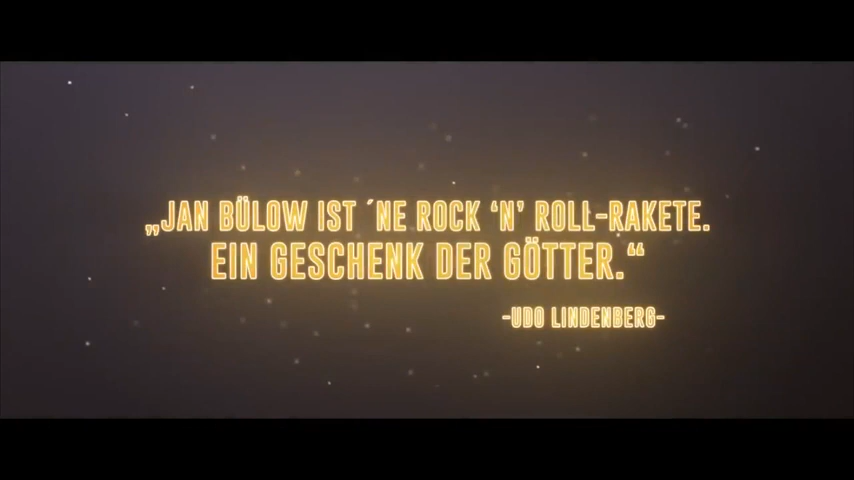 „JAN BÜLOW IST ´NE ROCK ‘N’ ROLL-RAKETE.
EIN GESCHENK DER GÖTTER.“
-UDO LINDENBERG-